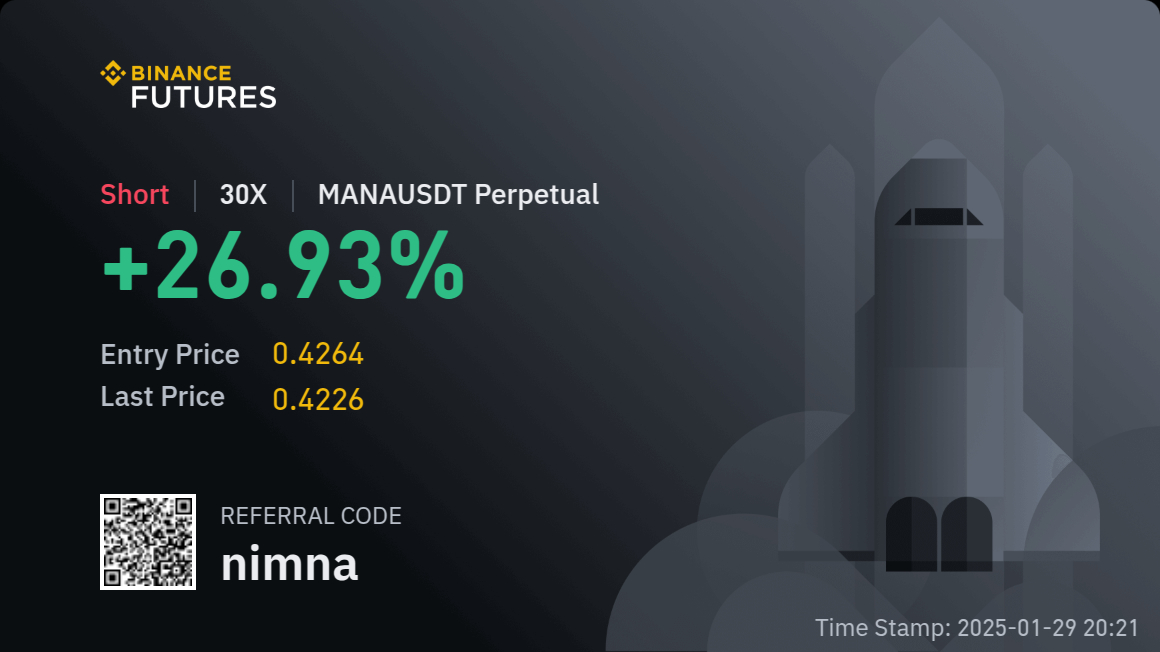 BINANCE
FUTURES
Short | 30X | MANAUSDT Perpetual
+26.93%
Entry Price 0.4264
Last Price 0.4226
REFERRAL CODE
nimna
Time Stamp: 2025-01-29 20:21